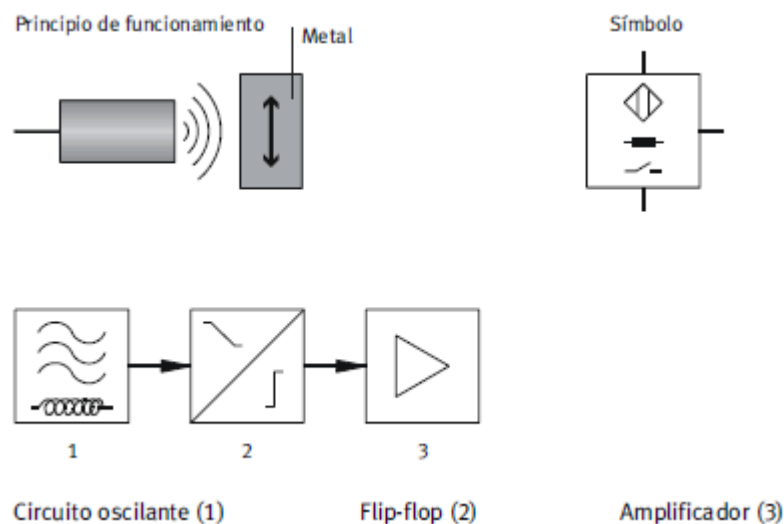 Principio de funcionamiento
Metal
Símbolo
1
2
3
Circuito oscilante (1)
Flip-flop (2)
Amplificador (3)